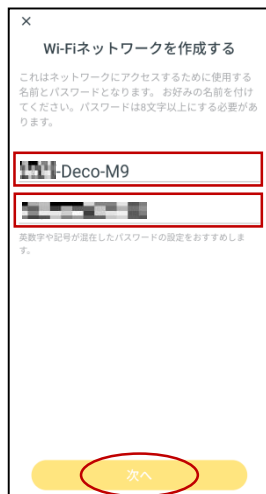 ×
Wi-Fiネットワークを作成する
これはネットワークにアクセスするために使用する
名前とパスワードとなります。 お好みの名前を付け
てください。パスワードは8文字以上にする必要があ
ります。
-Deco-M9
英数字や記号が混在したパスワードの設定をおすすめしま
す。
次へ